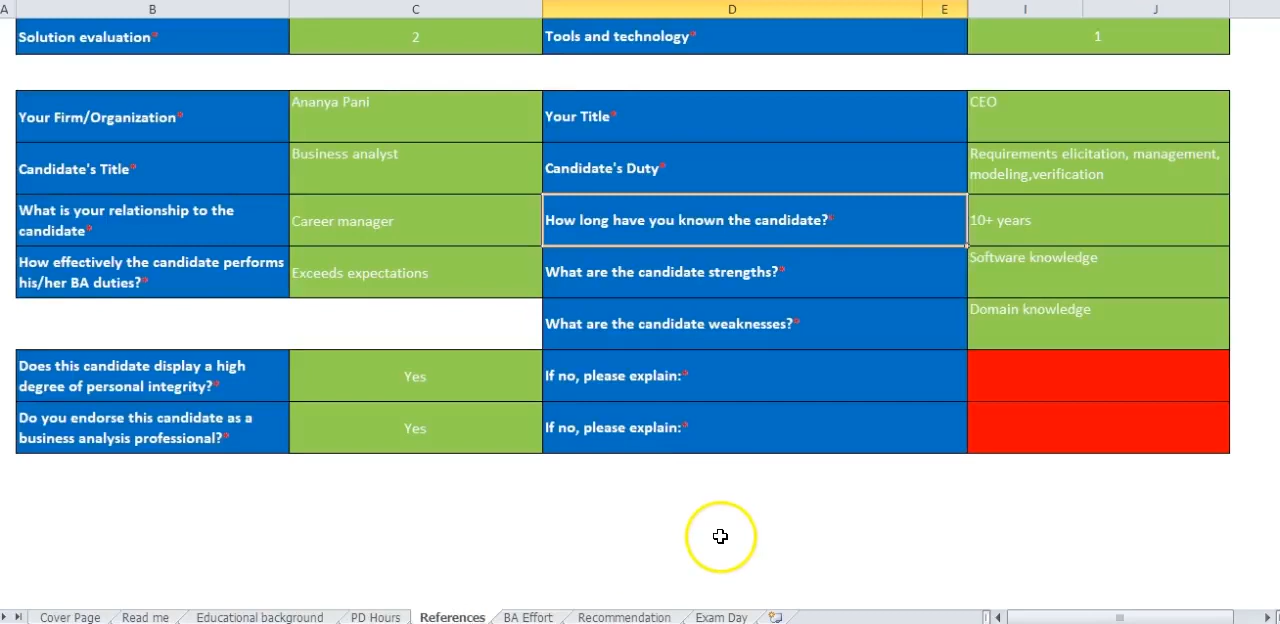 A B C D E I J
Solution evaluation* 2 Tools and technology* 1
Your Firm/Organization* Ananya Pani Your Title* CEO
Candidate's Title* Business analyst Candidate's Duty* Requirements elicitation, management,
modeling,verification
What is your relationship to the
candidate* Career manager How long have you known the candidate?* 10+ years
How effectively the candidate performs
his/her BA duties?* Exceeds expectations What are the candidate strengths?* Software knowledge
What are the candidate weaknesses?* Domain knowledge
Does this candidate display a high
degree of personal integrity?* Yes If no, please explain:*
Do you endorse this candidate as a
business analysis professional?* Yes If no, please explain:*
Cover Page Read me Educational background PD Hours References BA Effort Recommendation Exam Day